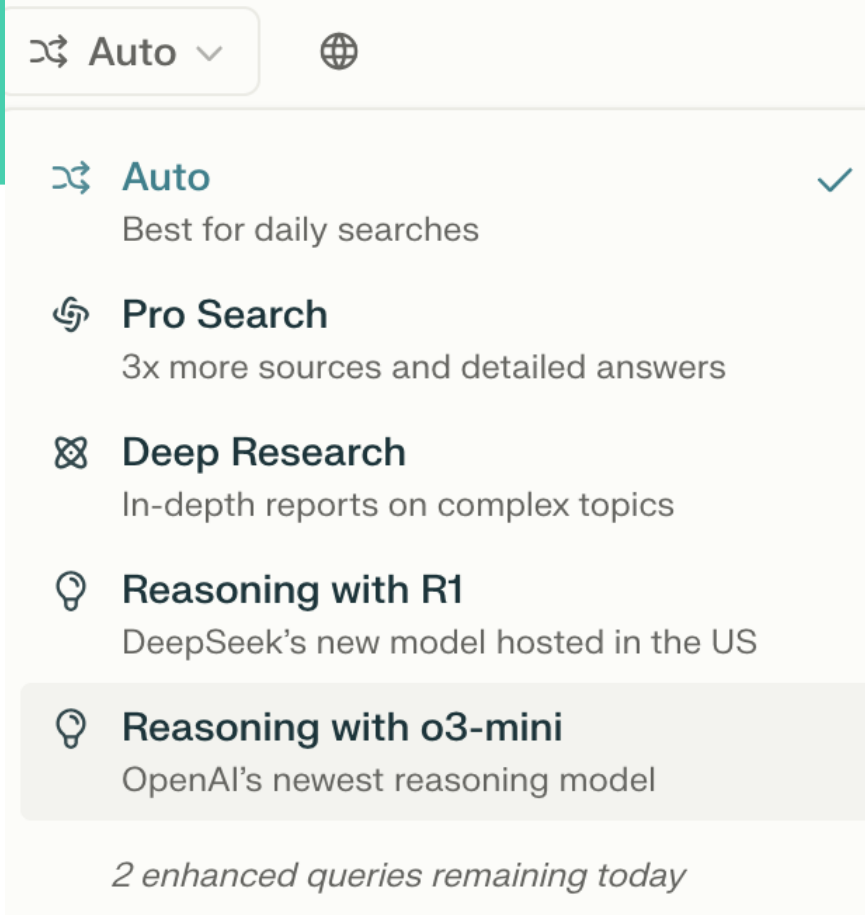 Auto
Auto
Best for daily searches
Pro Search
3x more sources and detailed answers
Deep Research
In-depth reports on complex topics
Reasoning with R1
DeepSeek’s new model hosted in the US
Reasoning with o3-mini
OpenAI’s newest reasoning model
2 enhanced queries remaining today